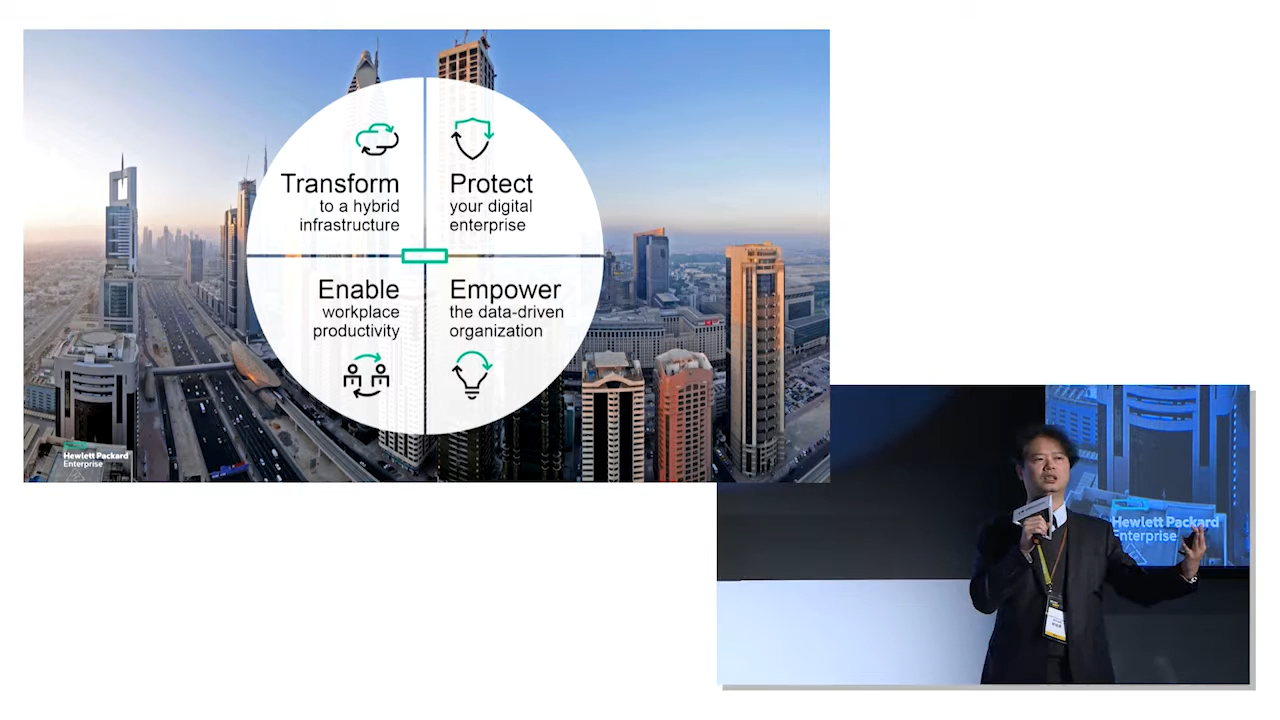 Transform
to a hybrid
infrastructure
Protect
your digital
enterprise
Enable
workplace
productivity
Empower
the data-driven
organization
Hewlett Packard
Enterprise
Hewlett Packard
Enterprise